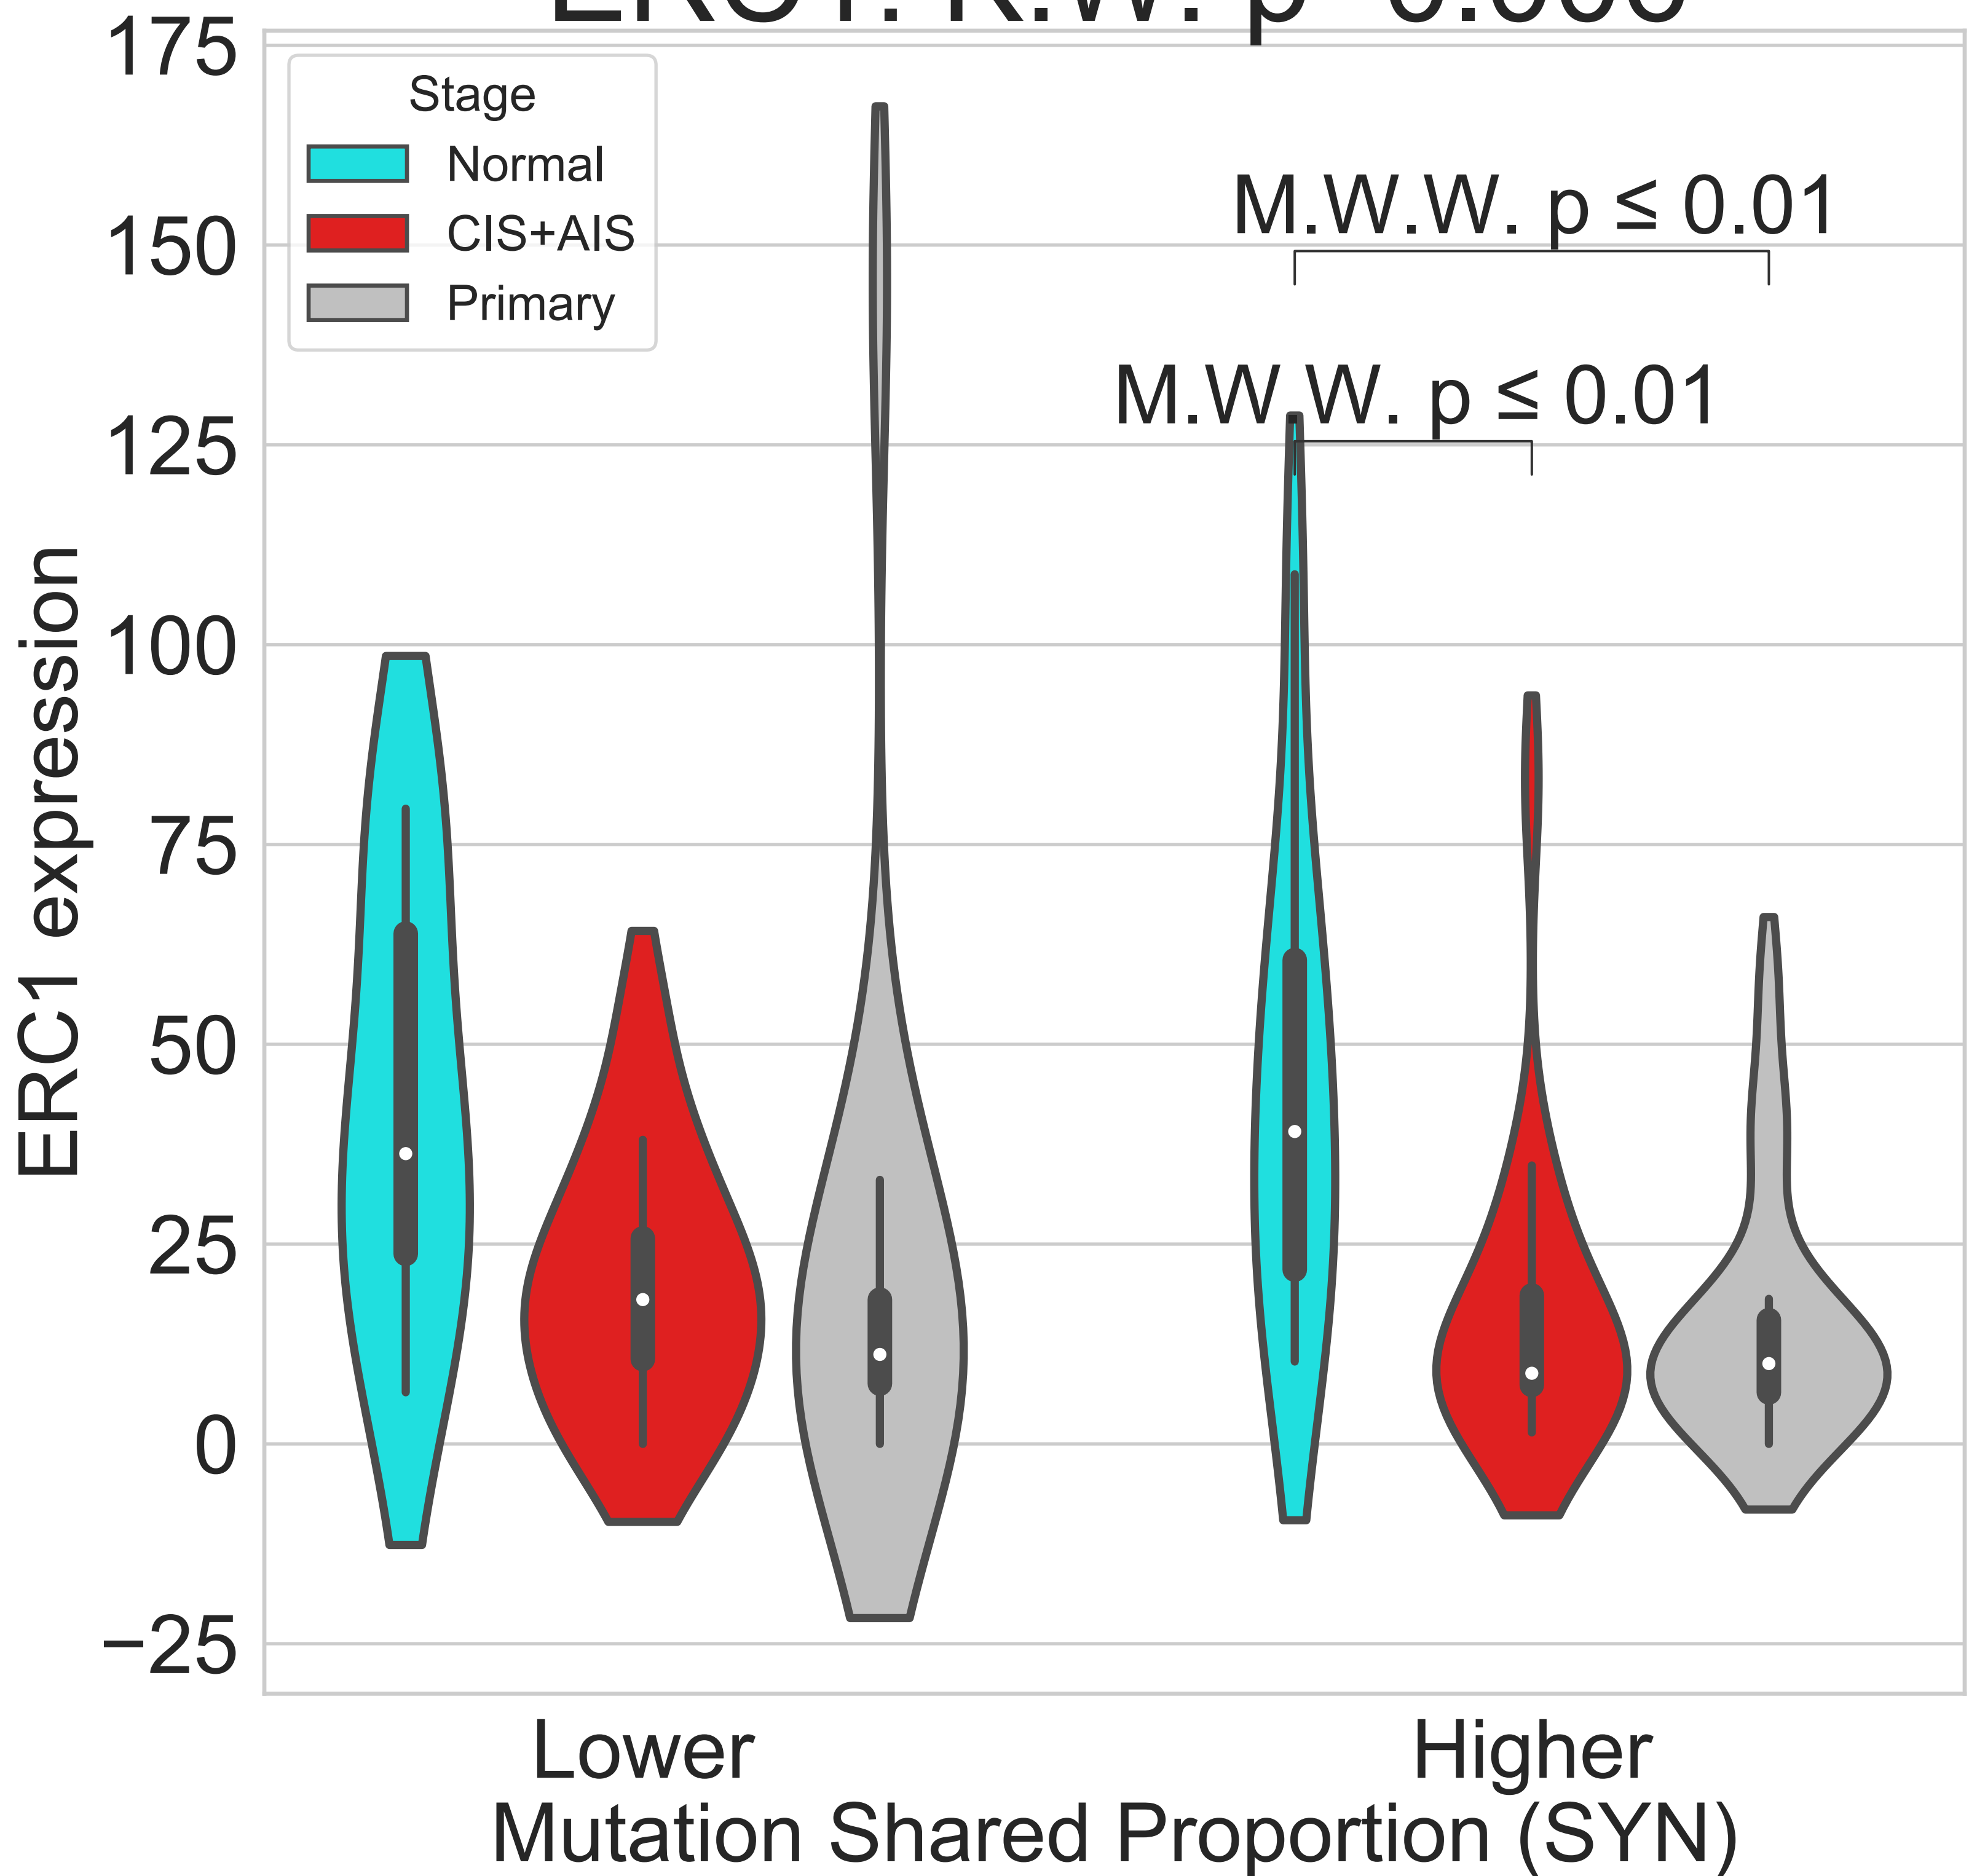 175
150
125
100
75
50
25
0
−25
ERC1 expression
Stage
Normal
CIS+AIS
Primary
M.W.W. p ≤ 0.01
M.W.W. p ≤ 0.01
Lower
Higher
Mutation Shared Proportion (SYN)